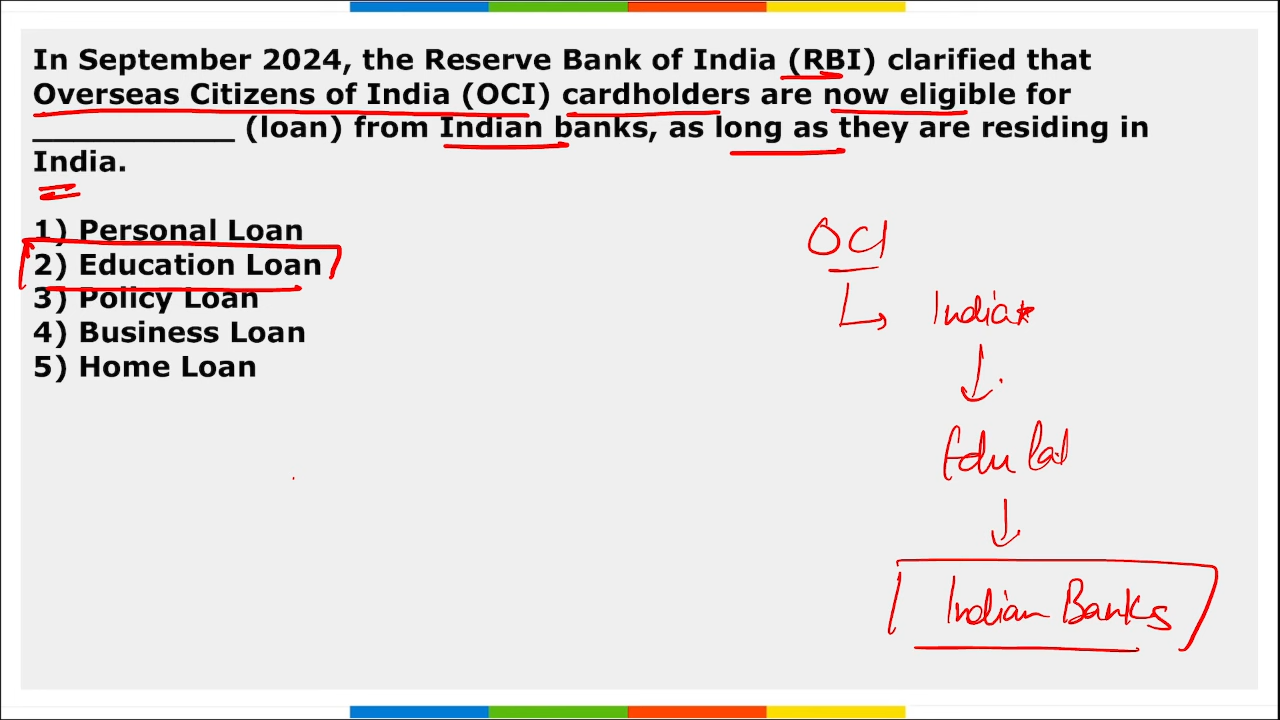 In September 2024, the Reserve Bank of India (RBI) clarified that
Overseas Citizens of India (OCI) cardholders are now eligible for
____________ (loan) from Indian banks, as long as they are residing in
India.
1) Personal Loan
2) Education Loan
3) Policy Loan
4) Business Loan
5) Home Loan
OCI
India*
Edu
Indian Banks